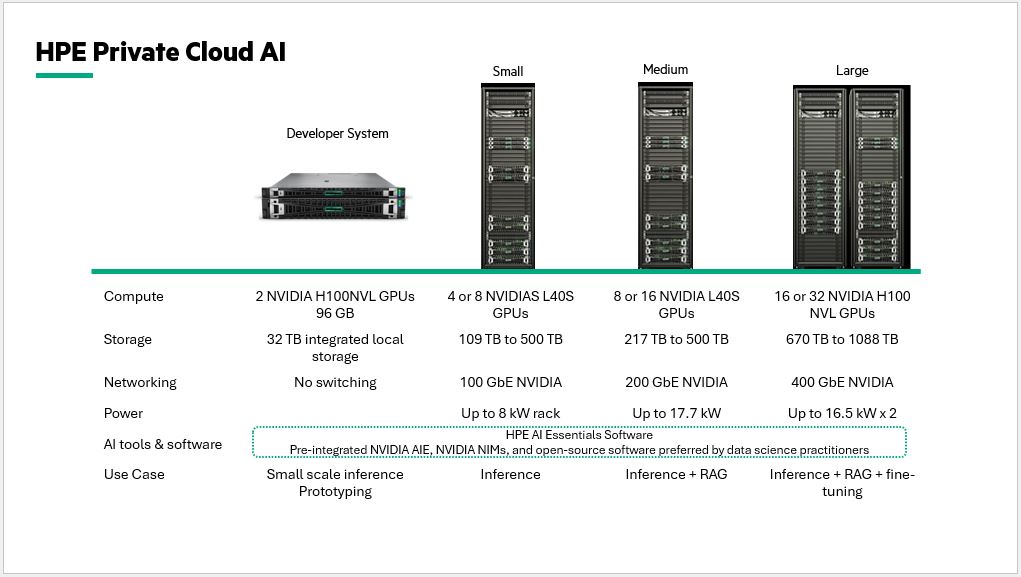 HPE Private Cloud AI
Small
Medium
Large
Developer System
Compute
2 NVIDIA H100NVL GPUs
96 GB
4 or 8 NVIDIAS L40S
GPUs
8 or 16 NVIDIA L40S
GPUs
16 or 32 NVIDIA H100
NVL GPUs
Storage
32 TB integrated local
storage
109 TB to 500 TB
217 TB to 500 TB
670 TB to 1088 TB
Networking
No switching
100 GbE NVIDIA
200 GbE NVIDIA
400 GbE NVIDIA
Power
Up to 8 kW rack
Up to 17.7 kW
Up to 16.5 kW x 2
AI tools & software
HPE AI Essentials Software
Pre-integrated NVIDIA AIE, NVIDIA NIMs, and open-source software preferred by data science practitioners
Use Case
Small scale inference
Prototyping
Inference
Inference + RAG
Inference + RAG + fine-
tuning